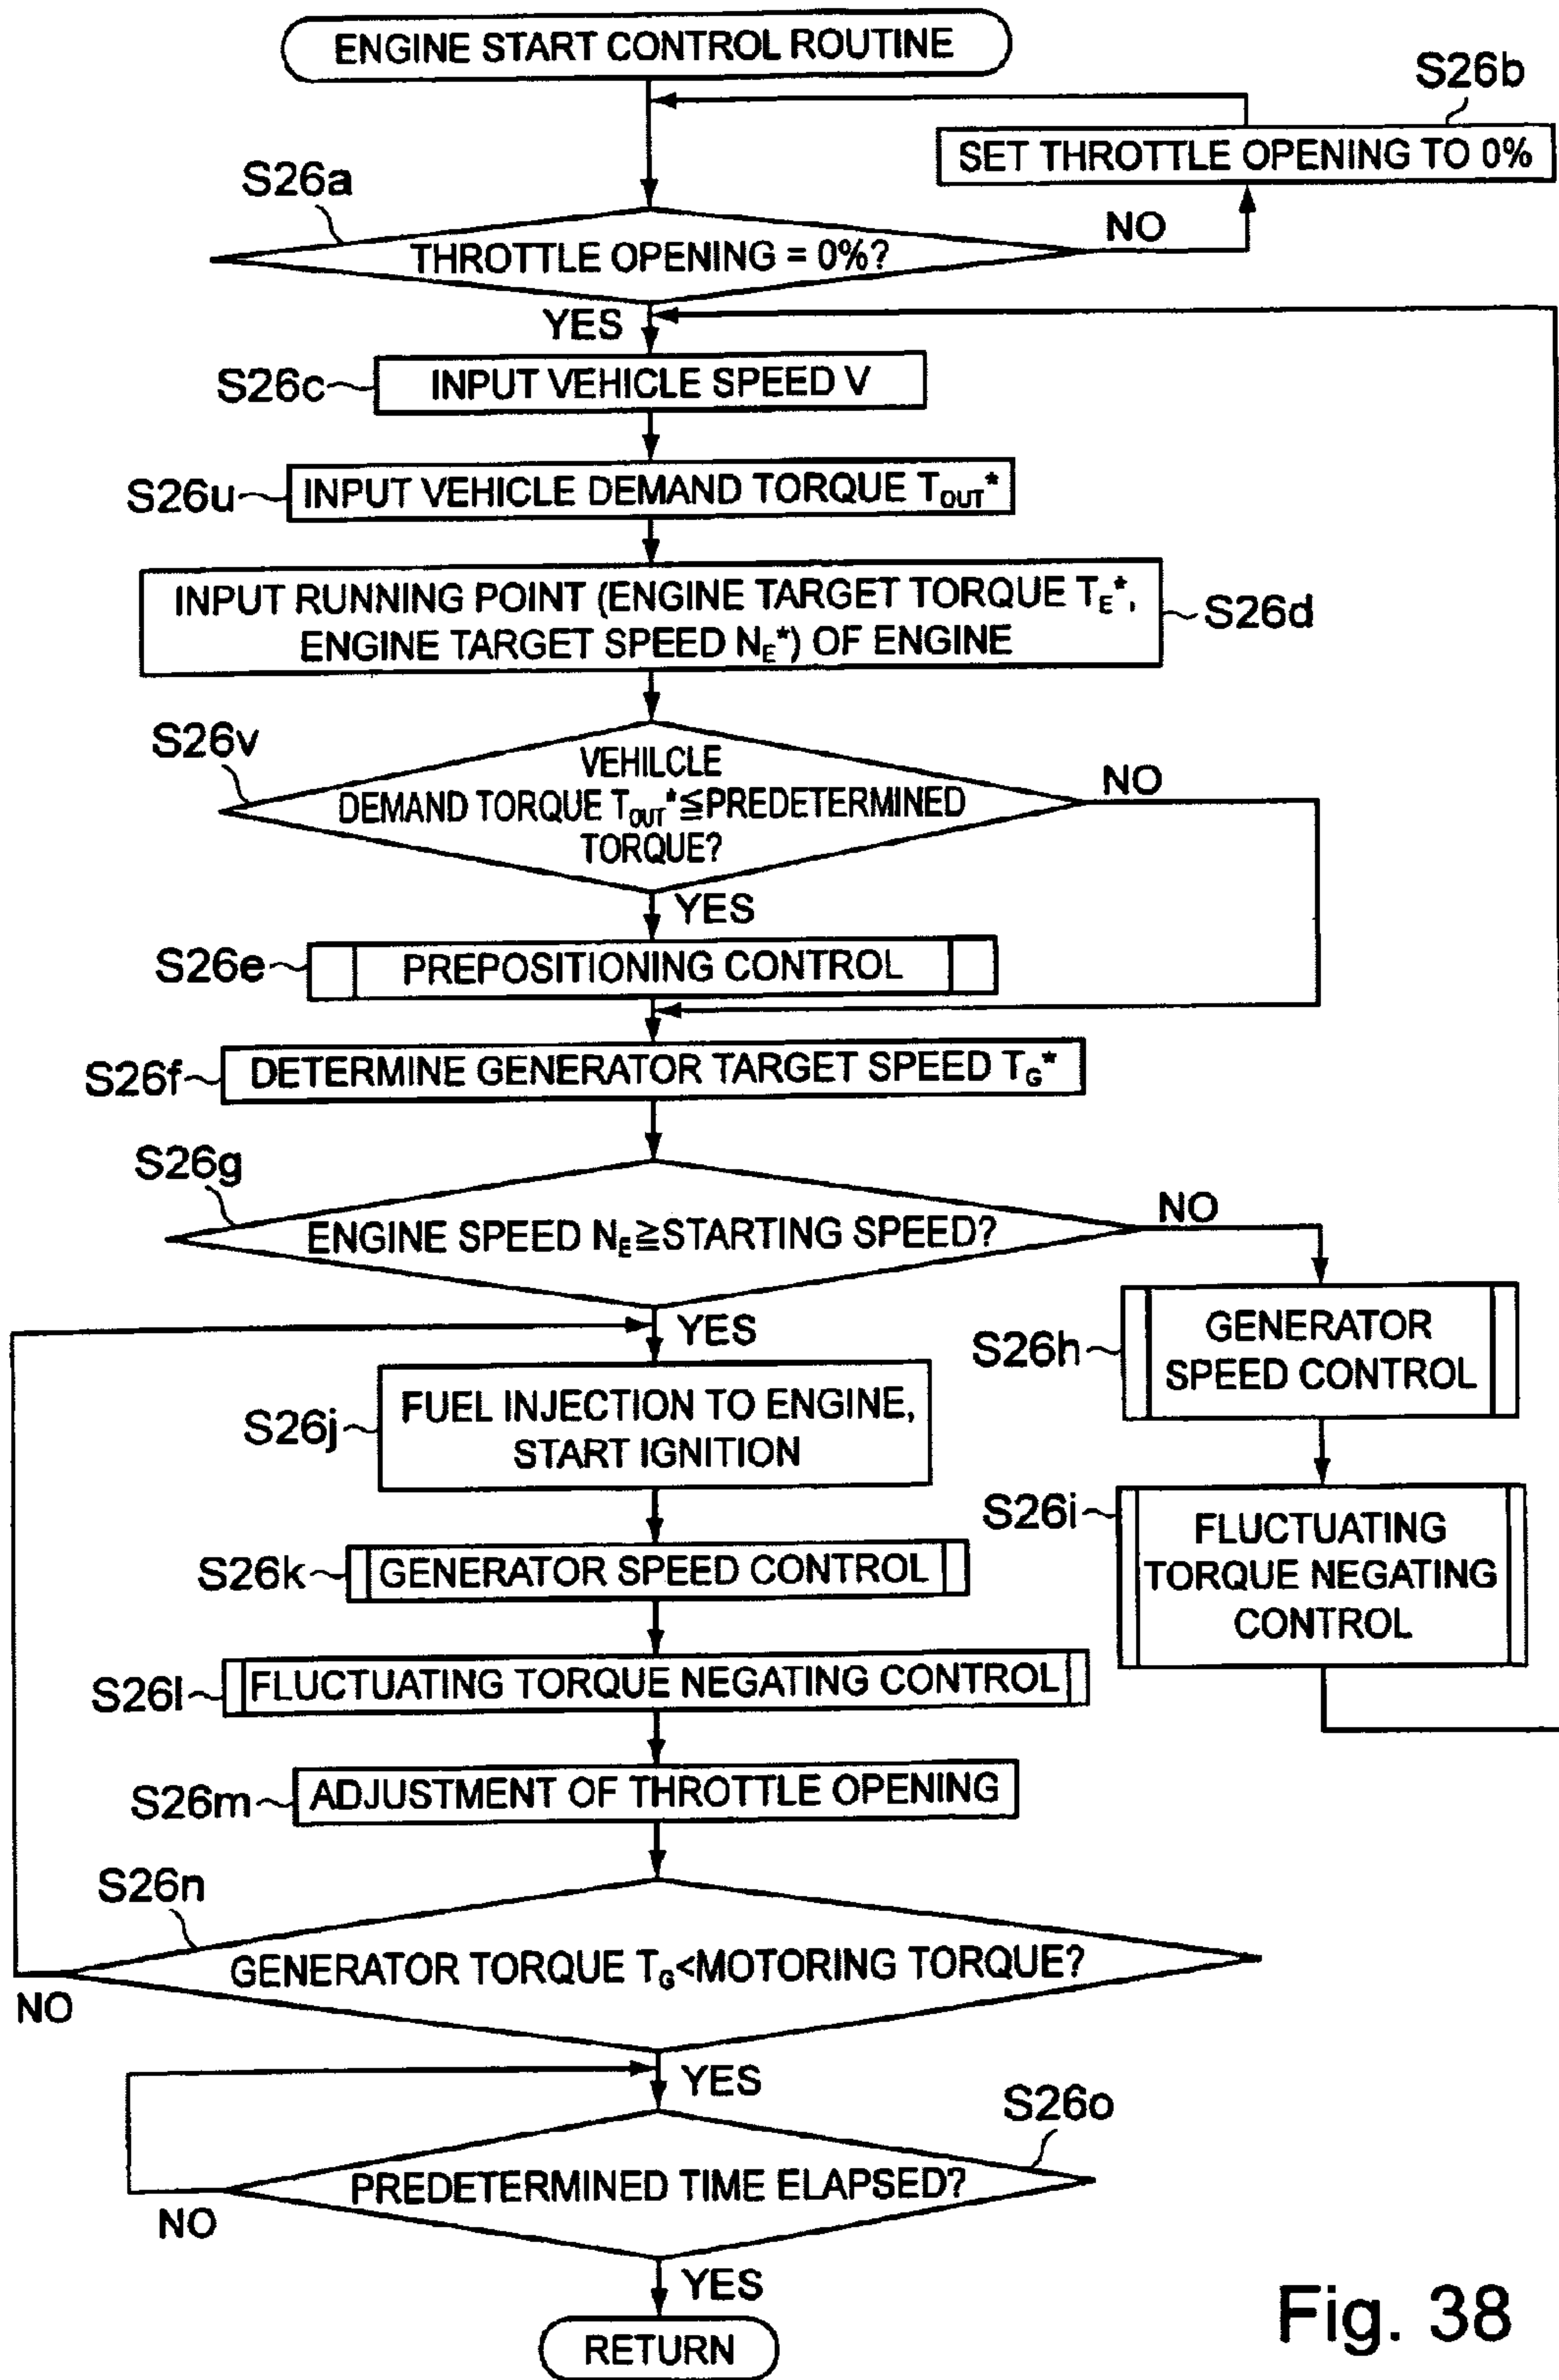 ENGINE START CONTROL ROUTINE
S26b
SET THROTTLE OPENING TO 0%
S26a
THROTTLE OPENING = 0%?
NO
YES
S26c
INPUT VEHICLE SPEED V
S26u
INPUT VEHICLE DEMAND TORQUE TOUT*
INPUT RUNNING POINT (ENGINE TARGET TORQUE TE*,
ENGINE TARGET SPEED NE*) OF ENGINE
S26d
S26v
VEHILCLE
DEMAND TORQUE TOUT*≦PREDETERMINED
TORQUE?
NO
YES
S26e
PREPOSITIONING CONTROL
S26f
DETERMINE GENERATOR TARGET SPEED TG*
S26g
ENGINE SPEED NE≧STARTING SPEED?
NO
YES
S26h
GENERATOR
SPEED CONTROL
S26j
FUEL INJECTION TO ENGINE,
START IGNITION
S26i
FLUCTUATING
TORQUE NEGATING
CONTROL
S26k
GENERATOR SPEED CONTROL
S26l
FLUCTUATING TORQUE NEGATING CONTROL
S26m
ADJUSTMENT OF THROTTLE OPENING
S26n
GENERATOR TORQUE TG<MOTORING TORQUE?
NO
YES
S26o
PREDETERMINED TIME ELAPSED?
NO
YES
RETURN
Fig. 38